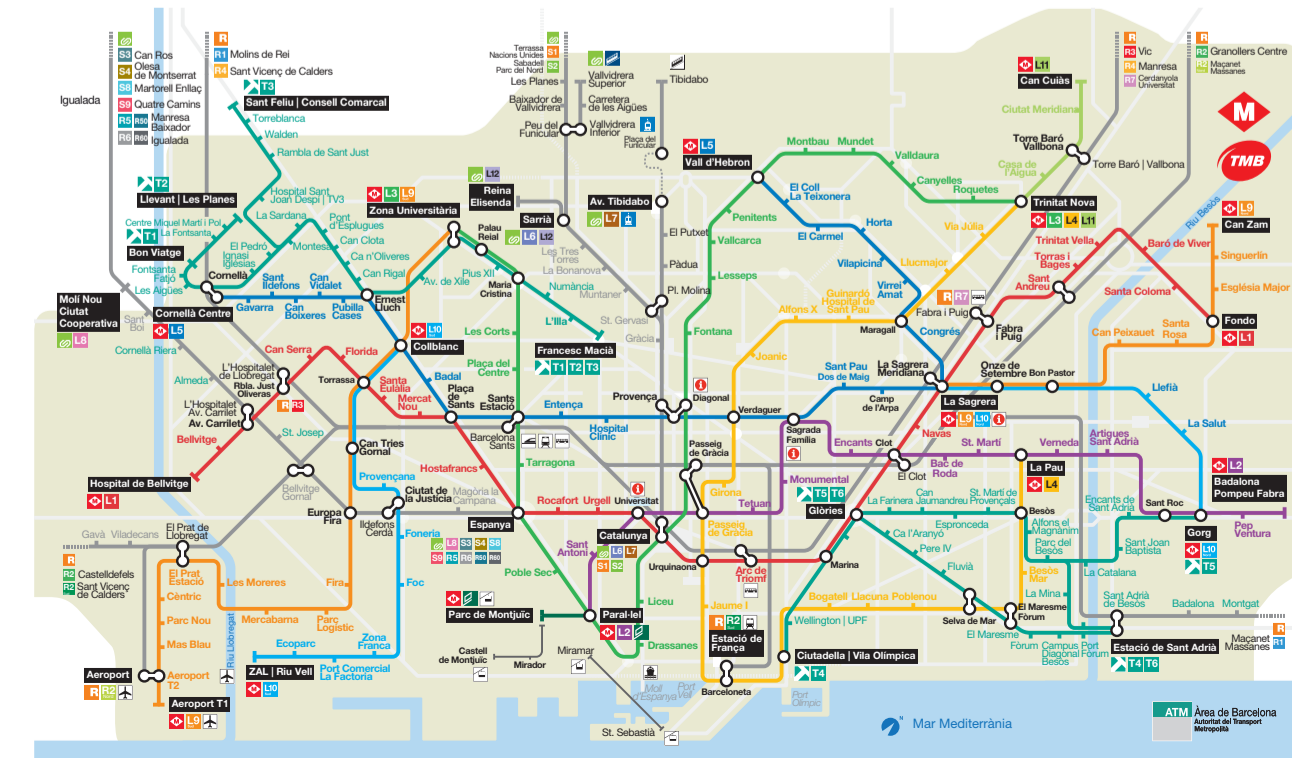 S3 Can Ros
Olesa
S4 de Montserrat
S8 Martorell Enllaç
S9 Quatre Camins
R5 R50 Manresa
Baixador
R6 R60 Igualada
Igualada
R
R1 Molins de Rei
R4 Sant Vicenç de Calders
T3
Sant Feliu | Consell Comarcal
Torreblanca
Walden
Rambla de Sant Just
T2
Llevant | Les Planes
Hospital Sant
Joan Despí | TV3
Centre Miquel Martí i Pol
La Fontsanta
T1
Bon Viatge
La Sardana
Montesa
El Pedró
Ignasi
Iglésias
Pont
d'Esplugues
Can Clota
Ca n'Oliveres
Can Rigal
Fontsanta
Fatjó
Les Aigües
Cornellà
Cornellà Centre
M L5
Gavarra
Sant
Ildefons
Can
Boixeres
Can
Vidalet
Pubilla
Cases
Ernest
Lluch
Av. de Xile
M L3 L9
Zona Universitària
Palau
Reial
Pius XII
Maria
Cristina
Numància
L'Illa
Francesc Macià
T1 T2 T3
Les Corts
Plaça del
Centre
M L10
Collblanc
Badal
Plaça
de Sants
Sants
Estació
Barcelona
Sants
Tarragona
Molí Nou
Ciutat
Cooperativa
L8
Sant
Boi
Cornellà Riera
Almeda
L'Hospitalet
de Llobregat
Rbla. Just
Oliveras
R R3
L'Hospitalet
Av. Carrilet
Av. Carrilet
Bellvitge
Hospital de Bellvitge
M L1
Can Serra
Florida
Torrassa
Santa
Eulàlia
Mercat
Nou
St. Josep
Bellvitge
Gornal
Can Tries
Gornal
Provençana
Ciutat de
la Justícia
Magòria la
Campana
Ildefons
Cerdà
Europa
Fira
Foneria
Foc
Zona
Franca
Port Comercial
La Factoria
Ecoparc
ZAL | Riu Vell
M L10
Hostafrancs
Espanya
L8 S3 S4 S8
S9 R5 R6 R50 R60
Gavà
Viladecans
El Prat de
Llobregat
R
R2 Castelldefels
R2 Sant Vicenç
de Calders
El Prat
Estació
Cèntric
Parc Nou
Mas Blau
Aeroport
T2
Aeroport
R R2
Aeroport T1
M L9
Les Moreres
Mercabarna
Parc
Logístic
Fira
Riu Llobregat
Terrassa
Nacions Unides
S1
Sabadell
Parc del Nord
S2
Les Planes
Baixador de
Vallvidrera
Peu del
Funicular
Vallvidrera
Superior
Carretera
de les Aigües
Vallvidrera
Inferior
Tibidabo
Plaça del
Funicular
L12
Reina
Elisenda
Sarrià
L6 L12
Av. Tibidabo
L7
El Putxet
Pàdua
Pl. Molina
Les Tres
Torres
La Bonanova
Muntaner
St. Gervasi
Gràcia
M L5
Vall d'Hebron
Montbau
Mundet
Valldaura
Canyelles
Roquetes
Trinitat Nova
M L3 L4 L11
Penitents
Vallcarca
Lesseps
Fontana
El Coll
La Teixonera
El Carmel
Horta
Vilapicina
Virrei
Amat
Maragall
Congrés
Via Júlia
Llucmajor
M L11
Can Cuiàs
Ciutat Meridiana
Torre Baró
Vallbona
Casa de
l'Aigua
Torre Baró | Vallbona
R
R3 Vic
R4 Manresa
R7 Cerdanyola
Universitat
R
R2 Granollers Centre
R2 Maçanet
Massanes
M
TMB
Riu Besòs
M L9
Can Zam
Singuerlín
Església Major
Fondo
M L1
Trinitat Vella
Baró de Viver
Torras i
Bages
Sant
Andreu
Santa Coloma
R R7
Fabra i Puig
Fabra
i Puig
Can Peixauet
Santa
Rosa
Guinardó
Hospital de
Sant Pau
Alfons X
Joanic
Sant Pau
Dos de Maig
Camp
de l'Arpa
La Sagrera
Meridiana
La Sagrera
M L9 L10
Onze de
Setembre
Bon Pastor
Llefià
La Salut
Provença
Diagonal
Verdaguer
Entença
Hospital
Clínic
Sagrada
Família
Encants
Clot
El Clot
Navas
Bac de
Roda
St. Martí
La Pau
M L4
Verneda
Artigues
Sant Adrià
M L2
Badalona
Pompeu Fabra
Pep
Ventura
Gorg
M L10
T5
Sant Roc
Encants de
Sant Adrià
Sant Joan
Baptista
Passeig
de Gràcia
Girona
Passeig
de Gràcia
Tetuan
Monumental
T5 T6
Glòries
Can
Jaumandreu
La Farinera
St. Martí de
Provençals
Espronceda
Besòs
Alfons el
Magnànim
Parc del
Besòs
Besòs
Mar
La Mina
La Catalana
Ca l'Aranyó
Pere IV
Fluvià
Selva de Mar
El Maresme
Fòrum
El Maresme
Fòrum
Campus
Diagonal
Besòs
Port
Fòrum
Sant Adrià
de Besòs
Estació de Sant Adrià
T4 T6
Badalona
Montgat
R
Maçanet
Massanes R1
Rocafort
Urgell
Universitat
Catalunya
L6 L7
S1 S2
Sant
Antoni
Urquinaona
Arc de
Triomf
Marina
Bogatell
Llacuna
Poblenou
Wellington | UPF
Ciutadella | Vila Olímpica
T4
Jaume I
R R2
Estació de
França
Barceloneta
Poble Sec
Paral·lel
M L2
Liceu
Drassanes
M
Parc de Montjuïc
Castell
de Montjuïc
Mirador
Miramar
St. Sebastià
Moll
d'Espanya
Port
Vell
Port
Olímpic
N
Mar Mediterrània
ATM Àrea de Barcelona
Autoritat del Transport
Metropolità